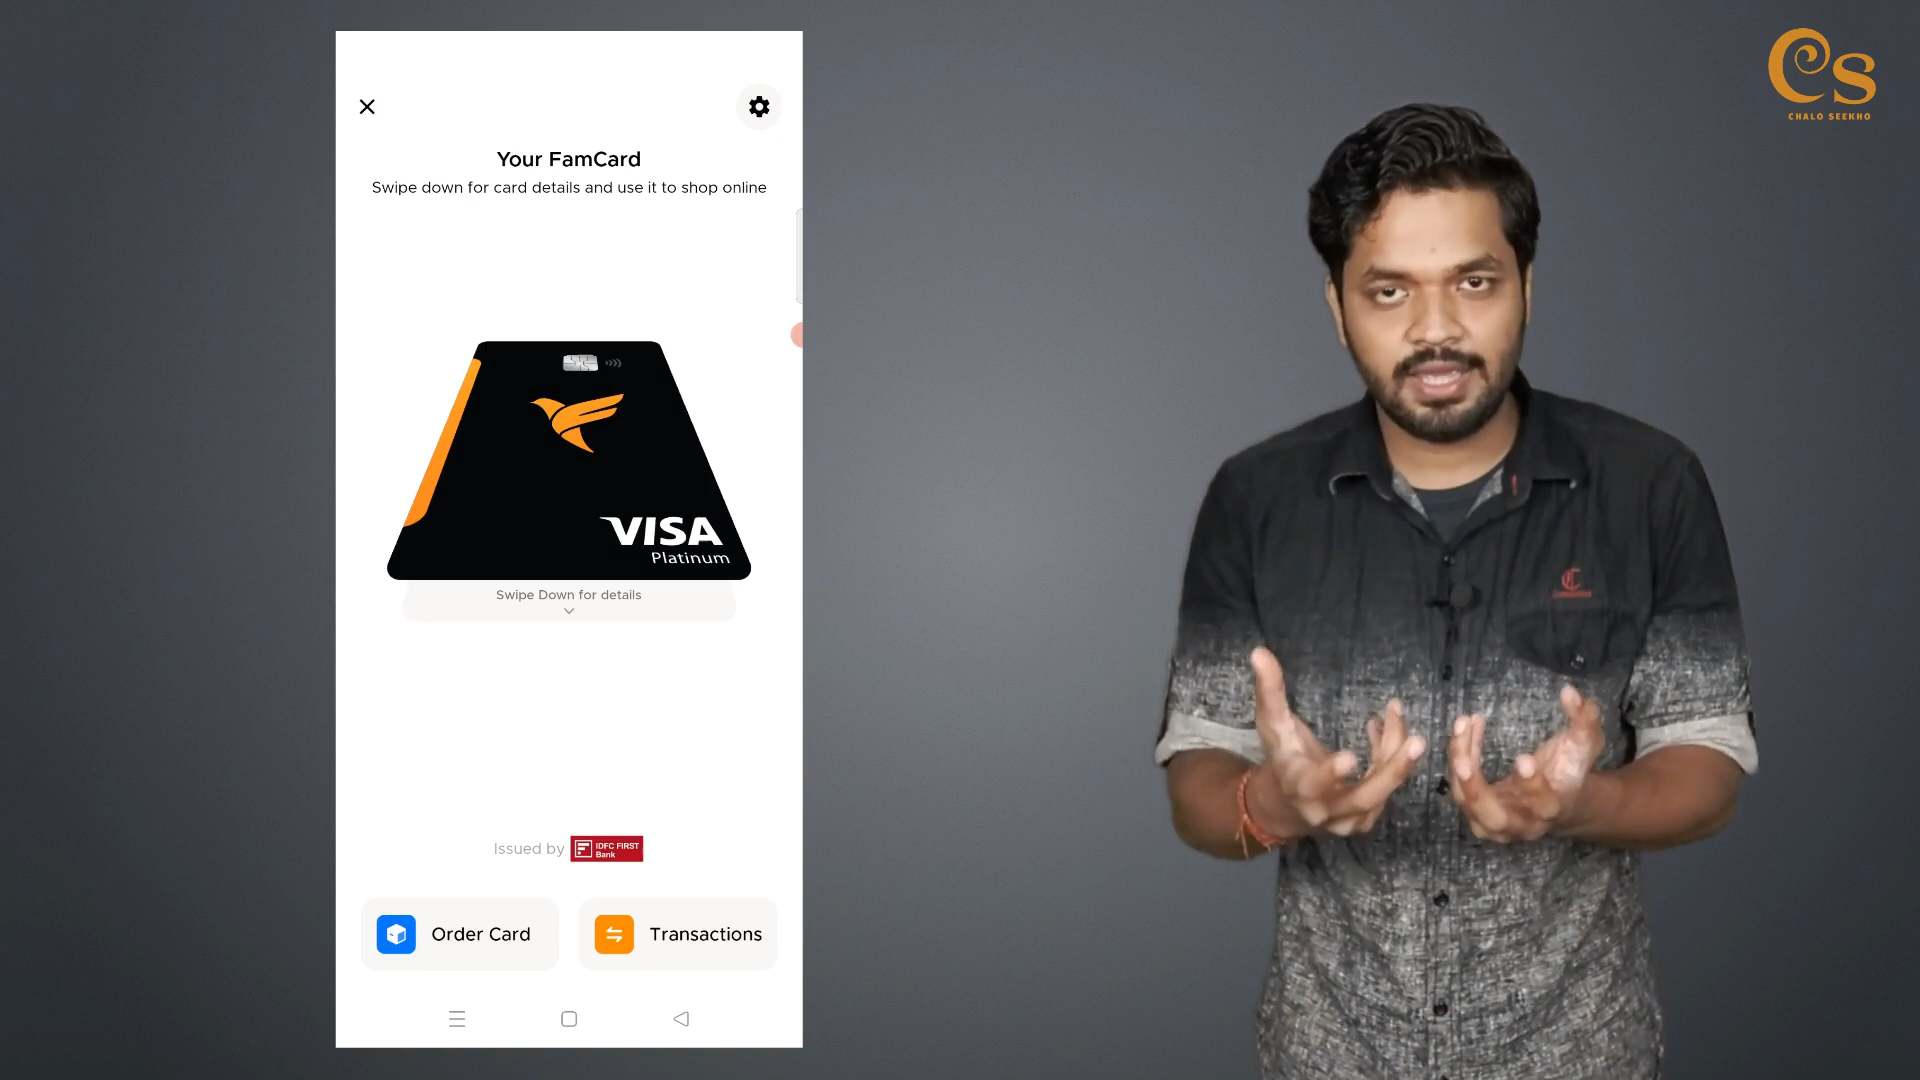 Your FamCard
Swipe down for card details and use it to shop online
VISA
Platinum
Swipe Down for details
Issued by IDFC FIRST
Bank
Order Card
Transactions
CS
CHALO SEEKHO